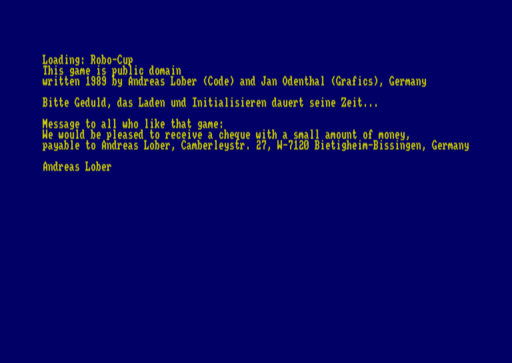 Loading: Robo-Cup
This game is public domain
written 1989 by Andreas Lober (Code) and Jan Odenthal (Grafics), Germany
Bitte Geduld, das Laden und Initialisieren dauert seine Zeit...
Message to all who like that game:
We would be pleased to receive a cheque with a small amount of money,
payable to Andreas Lober, Camberleystr. 27, W-7120 Bietigheim-Bissingen, Germany
Andreas Lober